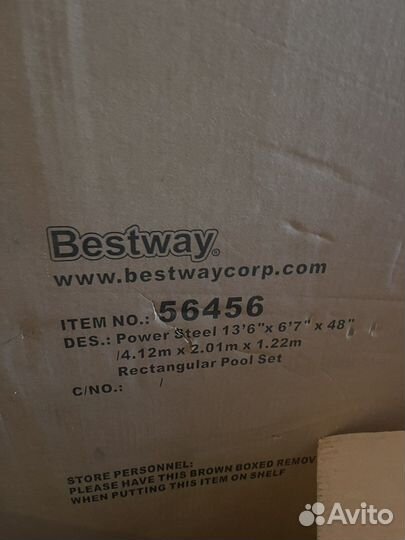 Bestway®
www.bestwaycorp.com
ITEM NO.: 56456
DES.: Power Steel 13'6"x 6'7" x 48"
/4.12m x 2.01m x 1.22m
Rectangular Pool Set
C/NO.: /
STORE PERSONNEL:
PLEASE HAVE THIS BROWN BOXED
WHEN PUTTING THIS ITEM ON SHELF
Avito